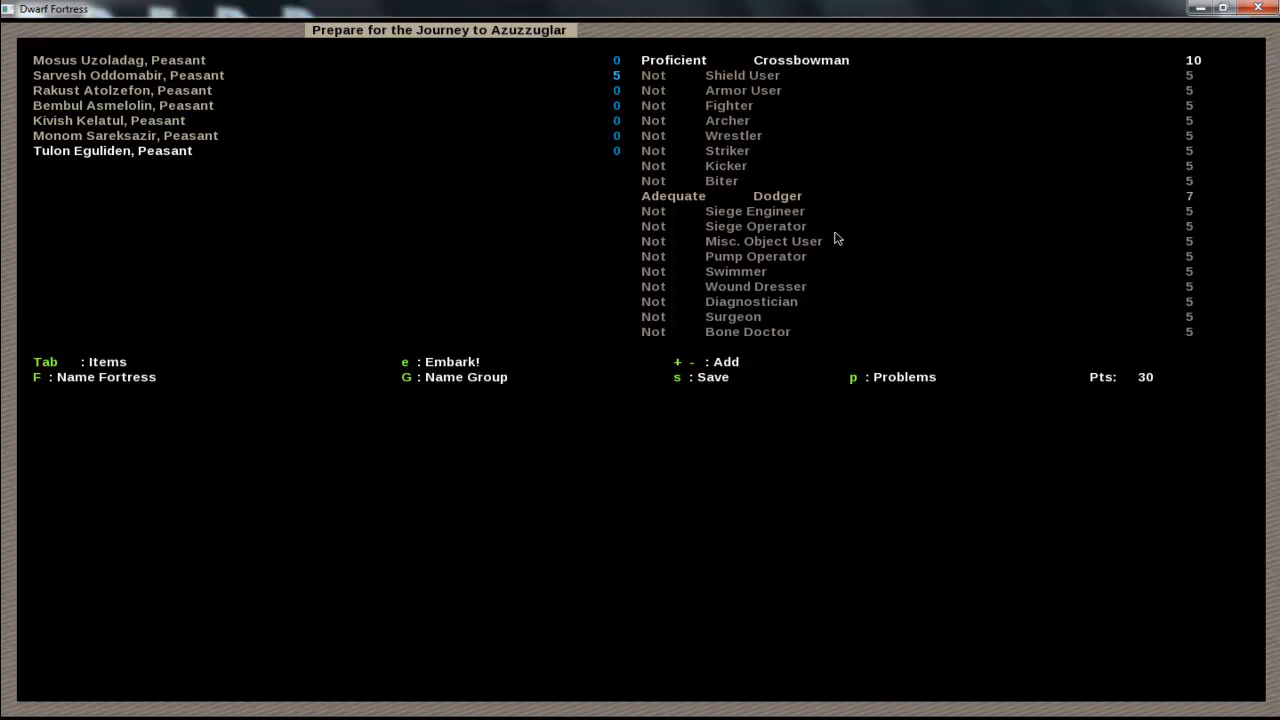 Dwarf Fortress
Prepare for the Journey to Azuzzuglar
Mosus Uzoladag, Peasant 0 Proficient Crossbowman 10
Sarvesh Oddomabir, Peasant 5 Not Shield User 5
Rakust Atolzefon, Peasant 0 Not Armor User 5
Bembul Asmelolin, Peasant 0 Not Fighter 5
Kivish Kelatul, Peasant 0 Not Archer 5
Monom Sareksazir, Peasant 0 Not Wrestler 5
Tulon Eguliden, Peasant 0 Not Striker 5
Not Kicker 5
Not Biter 5
Adequate Dodger 7
Not Siege Engineer 5
Not Siege Operator 5
Not Misc. Object User 5
Not Pump Operator 5
Not Swimmer 5
Not Wound Dresser 5
Not Diagnostician 5
Not Surgeon 5
Not Bone Doctor 5
Tab : Items e : Embark! + - : Add
F : Name Fortress G : Name Group s : Save p : Problems Pts: 30